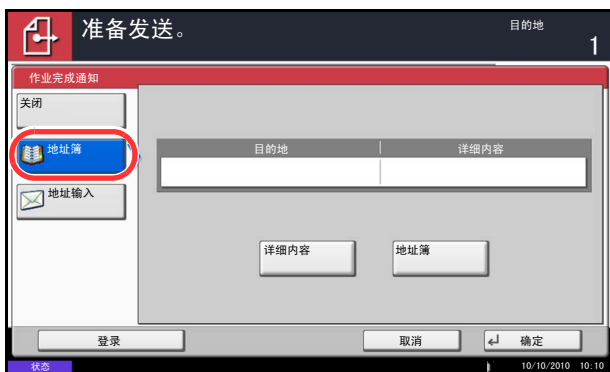 准备发送。
目的地
1
作业完成通知
关闭
地址簿
地址输入
目的地
详细内容
详细内容
地址簿
登录
取消
确定
状态
10/10/2010 10:10